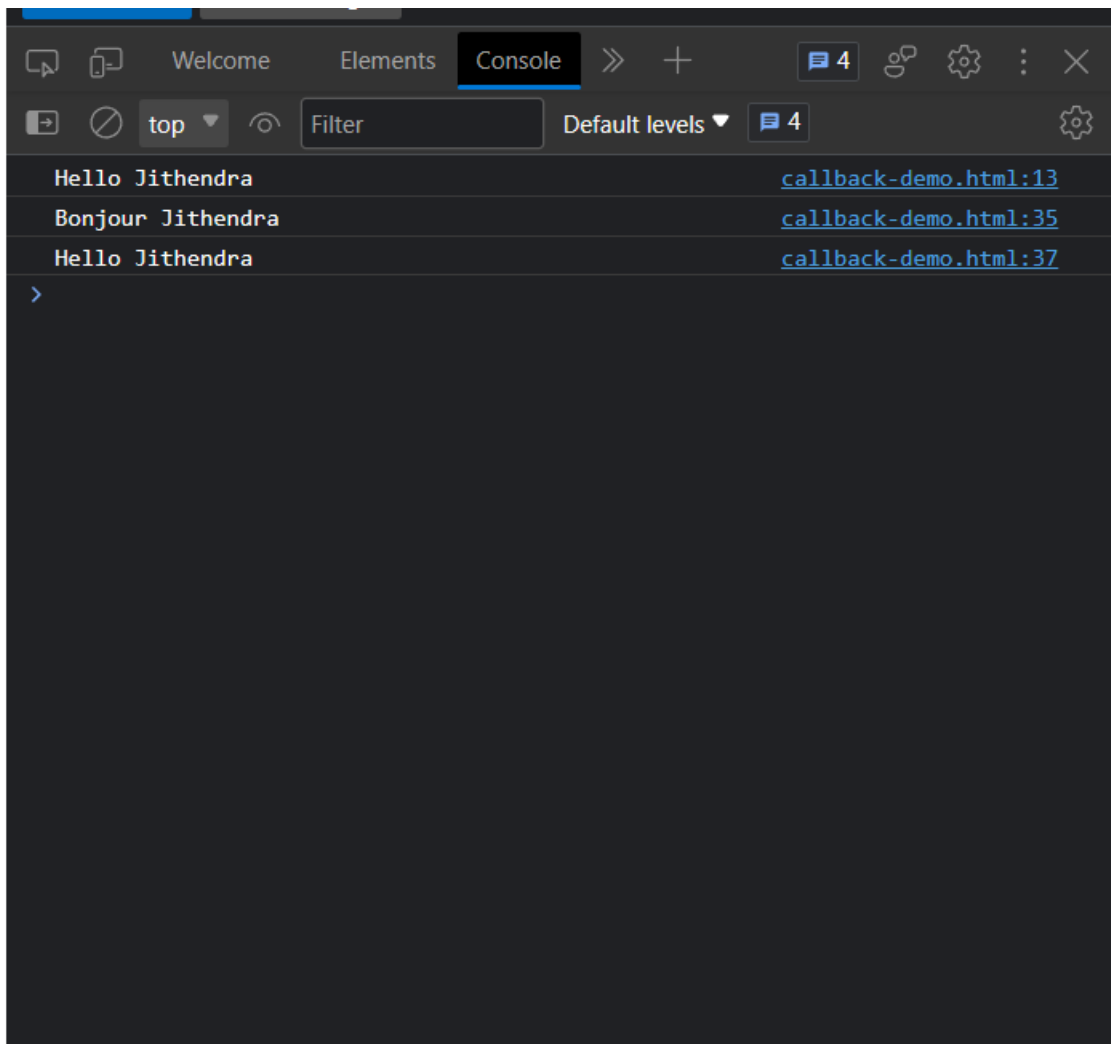 Welcome Elements Console 4
top Filter Default levels 4
Hello Jithendra callback-demo.html:13
Bonjour Jithendra callback-demo.html:35
Hello Jithendra callback-demo.html:37